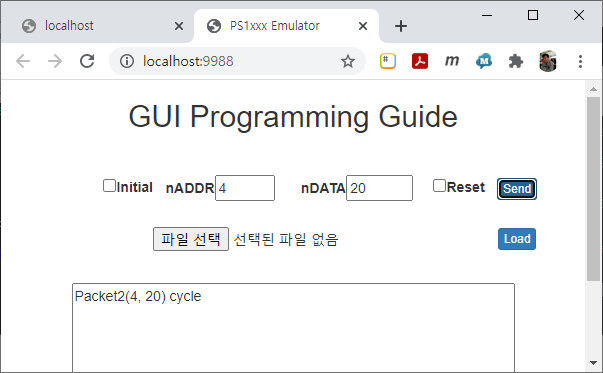 localhost
PS1xxx Emulator
localhost:9988
GUI Programming Guide
Initial nADDR 4 nDATA 20 Reset Send
파일 선택 선택된 파일 없음 Load
Packet2(4, 20) cycle